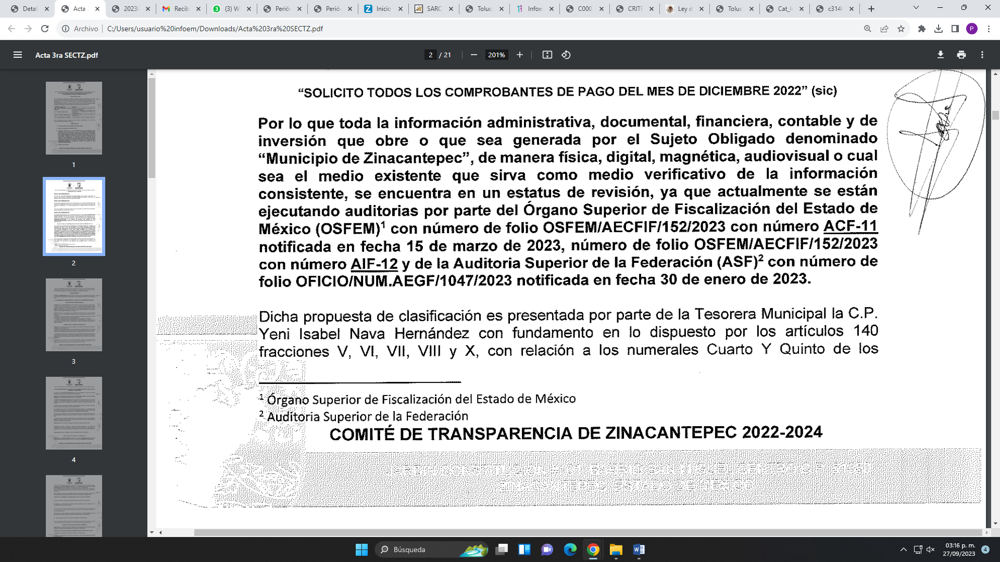 Detall
Acta
2023(
Recib
(3) W
Perió
Perió
Inicio
SARC
Toluc
Infoe
C000
CRITE
Ley d
Toluc
Cat_l
c3146
Archivo
C:/Users/usuario%20infoem/Downloads/Acta%203ra%20SECTZ.pdf
P
Acta 3ra SECTZ.pdf
2 / 21
201%
1
2
3
4
“SOLICITO TODOS LOS COMPROBANTES DE PAGO DEL MES DE DICIEMBRE 2022” (sic)
Por lo que toda la información administrativa, documental, financiera, contable y de
inversión que obre o que sea generada por el Sujeto Obligado denominado
“Municipio de Zinacantepec”, de manera física, digital, magnética, audiovisual o cual
sea el medio existente que sirva como medio verificativo de la información
consistente, se encuentra en un estatus de revisión, ya que actualmente se están
ejecutando auditorias por parte del Órgano Superior de Fiscalización del Estado de
México (OSFEM)1 con número de folio OSFEM/AECFIF/152/2023 con número ACF-11
notificada en fecha 15 de marzo de 2023, número de folio OSFEM/AECFIF/152/2023
con número AIF-12 y de la Auditoria Superior de la Federación (ASF)2 con número de
folio OFICIO/NUM.AEGF/1047/2023 notificada en fecha 30 de enero de 2023.
Dicha propuesta de clasificación es presentada por parte de la Tesorera Municipal la C.P.
Yeni Isabel Nava Hernández con fundamento en lo dispuesto por los artículos 140
fracciones V, VI, VII, VIII y X, con relación a los numerales Cuarto Y Quinto de los
1 Órgano Superior de Fiscalización del Estado de México
2 Auditoria Superior de la Federación
COMITÉ DE TRANSPARENCIA DE ZINACANTEPEC 2022-2024
Búsqueda
03:16 p. m.
27/09/2023
4